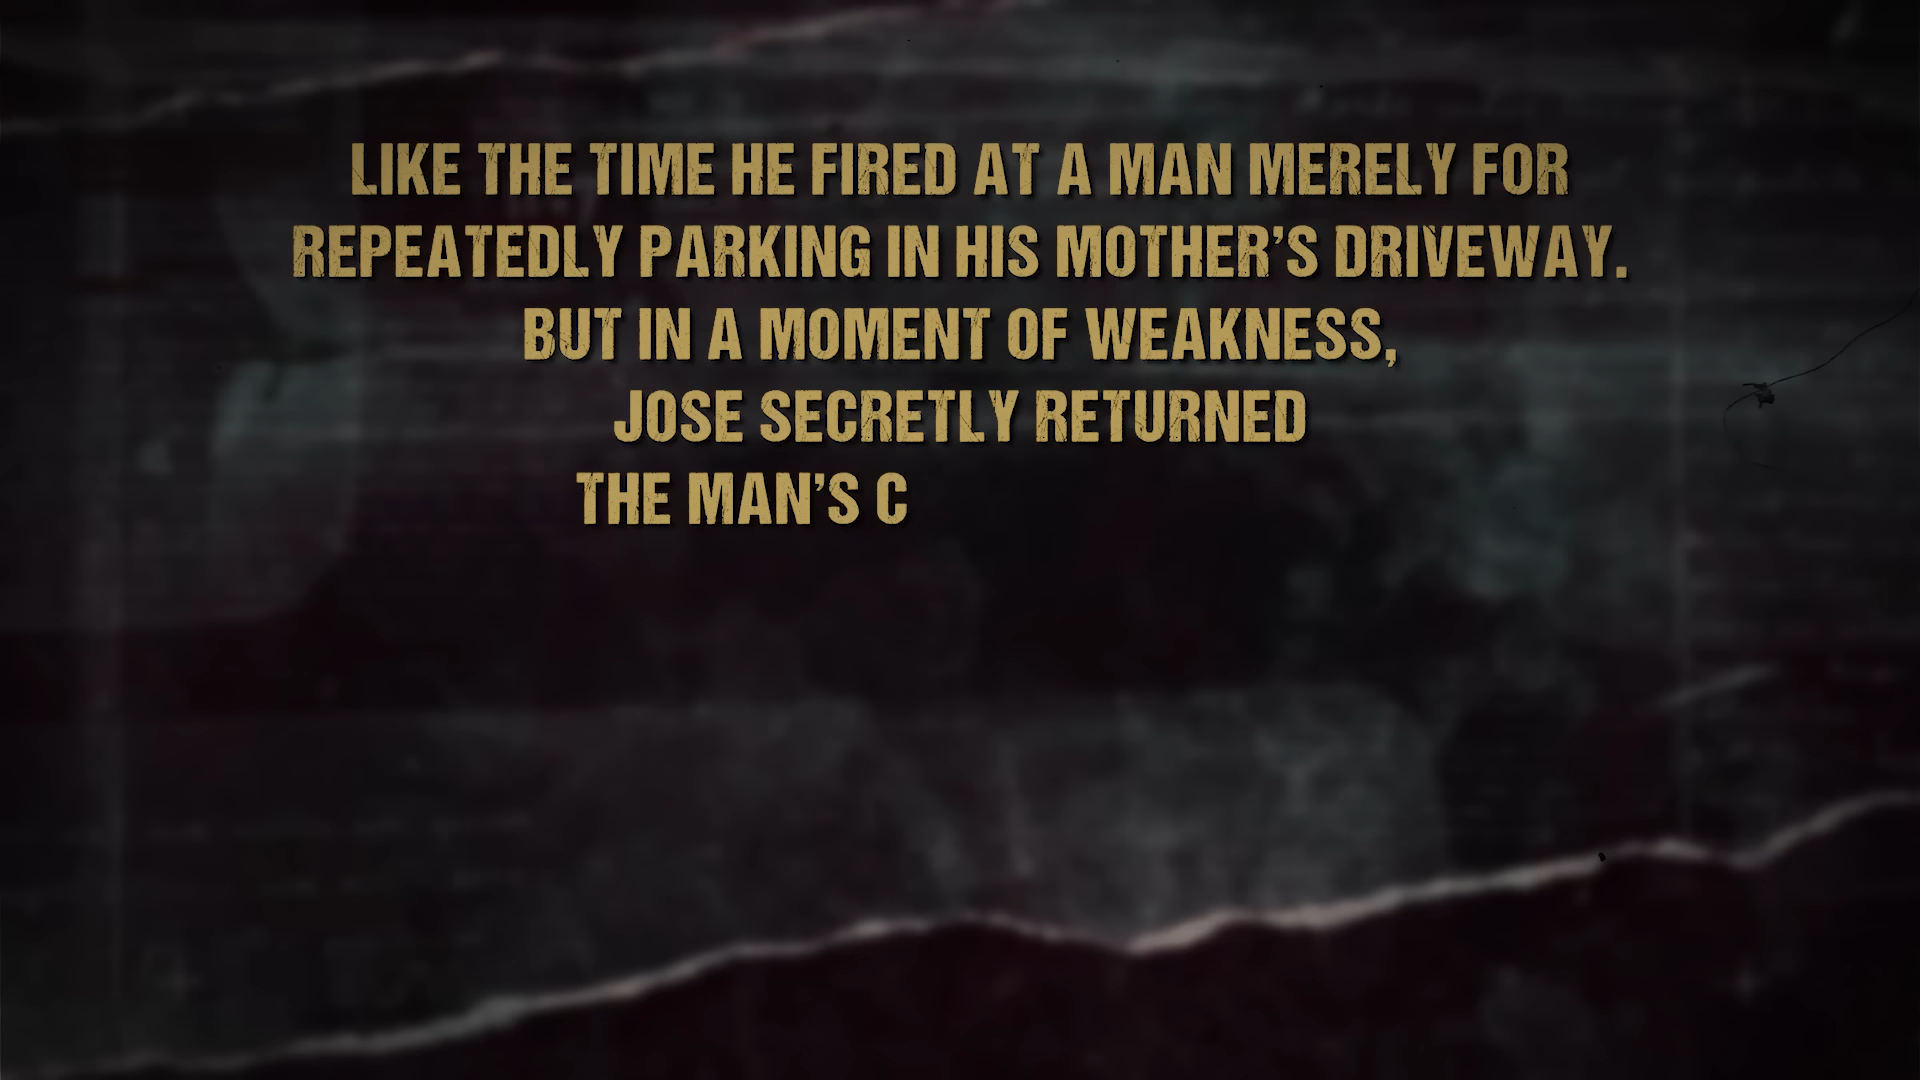 LIKE THE TIME HE FIRED AT A MAN MERELY FOR
REPEATEDLY PARKING IN HIS MOTHER’S DRIVEWAY.
BUT IN A MOMENT OF WEAKNESS,
JOSE SECRETLY RETURNED
THE MAN’S C